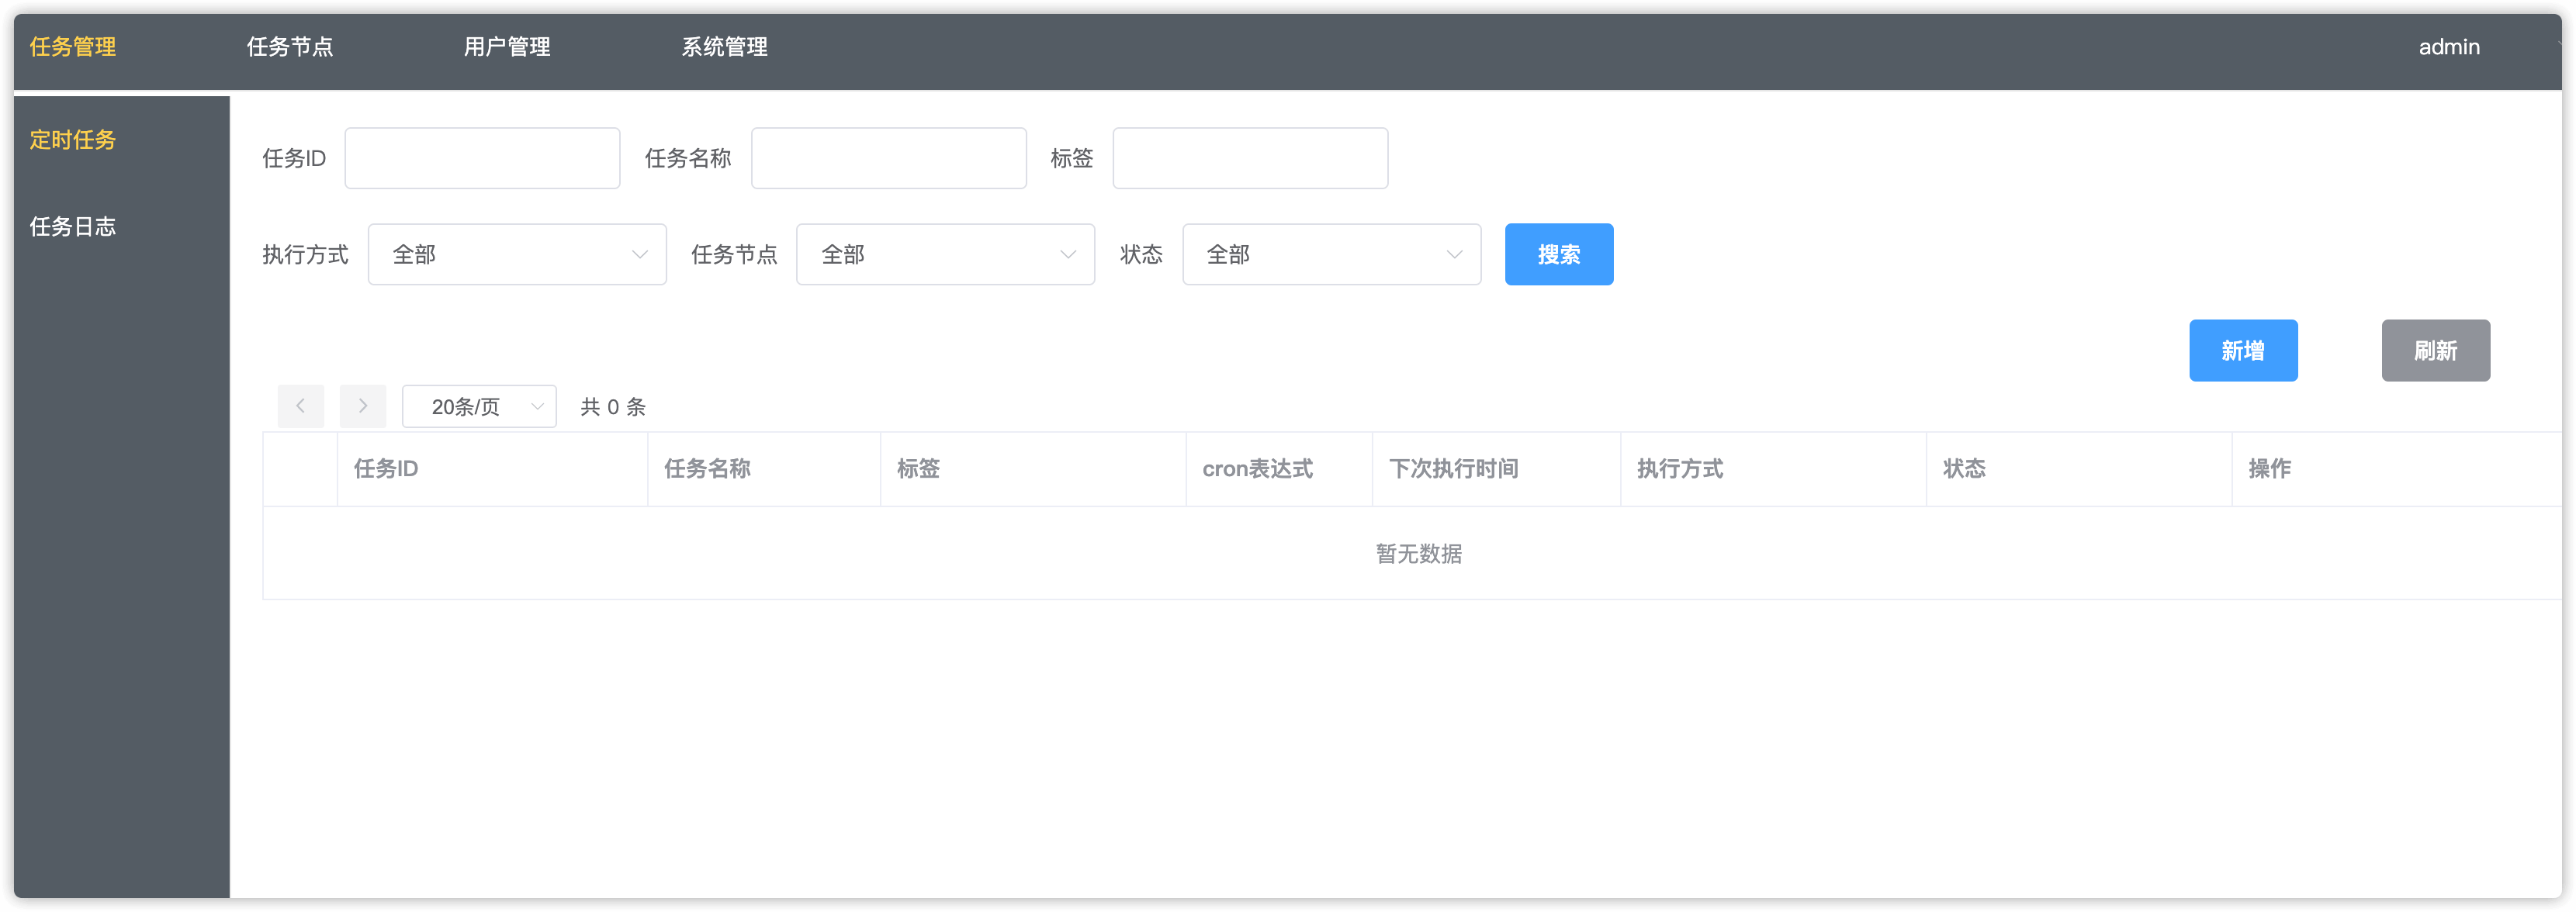 任务管理 任务节点 用户管理 系统管理 admin
定时任务
任务日志
任务ID 任务名称 标签
执行方式 全部 任务节点 全部 状态 全部 搜索
新增 刷新
20条/页 共 0 条
任务ID 任务名称 标签 cron表达式 下次执行时间 执行方式 状态 操作
暂无数据